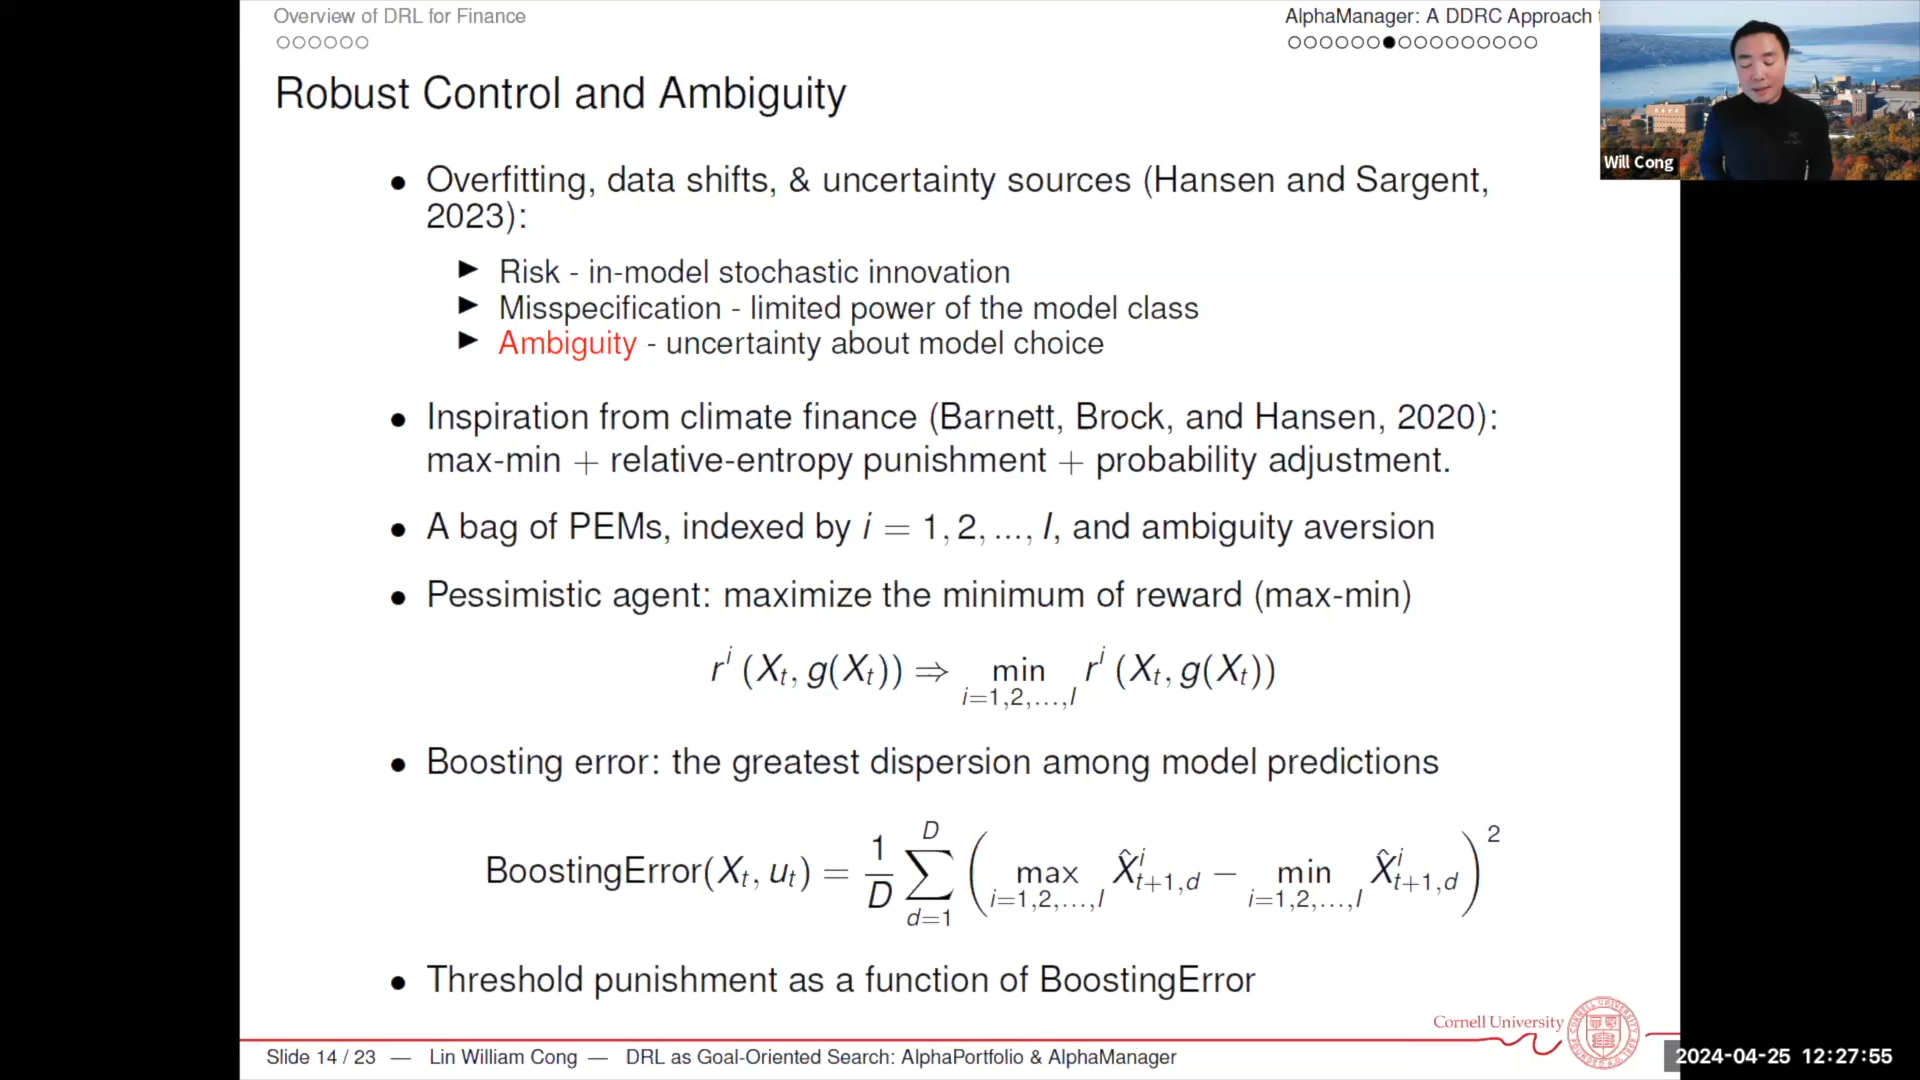 Overview of DRL for Finance
AlphaManager: A DDRC Approach
Will Cong
Robust Control and Ambiguity
• Overfitting, data shifts, & uncertainty sources (Hansen and Sargent,
2023):
► Risk - in-model stochastic innovation
► Misspecification - limited power of the model class
► Ambiguity - uncertainty about model choice
• Inspiration from climate finance (Barnett, Brock, and Hansen, 2020):
max-min + relative-entropy punishment + probability adjustment.
• A bag of PEMs, indexed by i = 1, 2, ..., I, and ambiguity aversion
• Pessimistic agent: maximize the minimum of reward (max-min)
r^i (X_t, g(X_t)) ⇒ min_{i=1,2,...,I} r^i (X_t, g(X_t))
• Boosting error: the greatest dispersion among model predictions
BoostingError(X_t, u_t) = \frac{1}{D} \sum_{d=1}^{D} ( max_{i=1,2,...,I} \hat{X}^i_{t+1,d} − min_{i=1,2,...,I} \hat{X}^i_{t+1,d} )^2
• Threshold punishment as a function of BoostingError
Cornell University
Slide 14 / 23 — Lin William Cong — DRL as Goal-Oriented Search: AlphaPortfolio & AlphaManager
2024-04-25 12:27:55